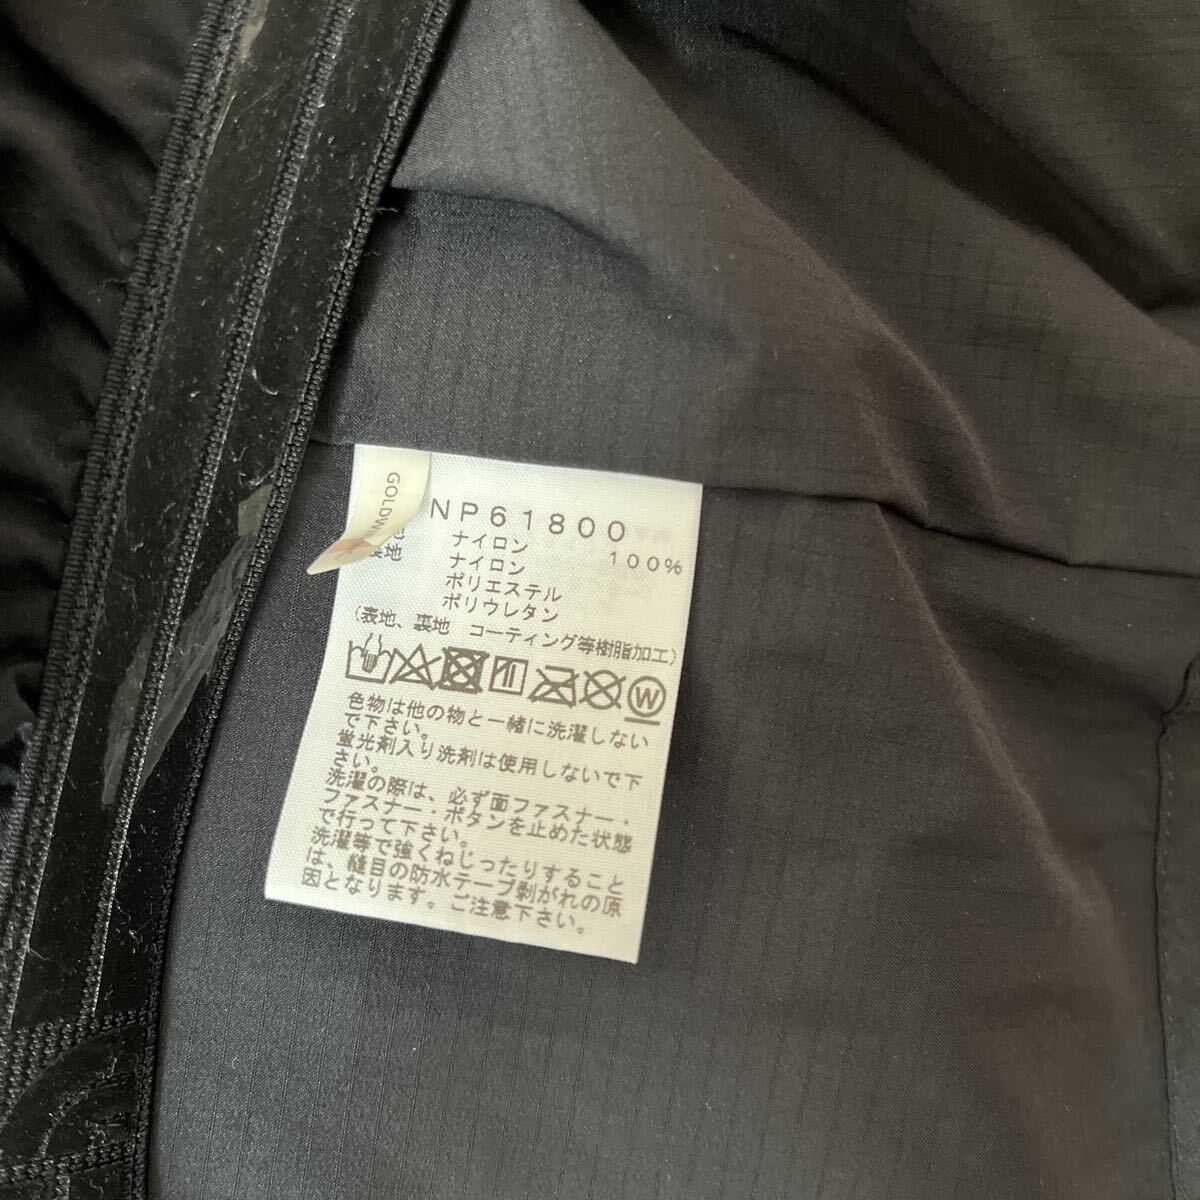 GOLDWIN
NP61800
ナイロン 100%
ナイロン
ポリエステル
ポリウレタン
(表地、裏地 コーティング等樹脂加工)
W
色物は他の物と一緒に洗濯しない
で下さい。
蛍光剤入り洗剤は使用しないで下
さい。
洗濯の際は、必ず面ファスナー・
ファスナー・ボタンを止めた状態
で行って下さい。
洗濯等で強くねじったりすること
は、縫目の防水テープ剥がれの原
因となります。ご注意下さい。